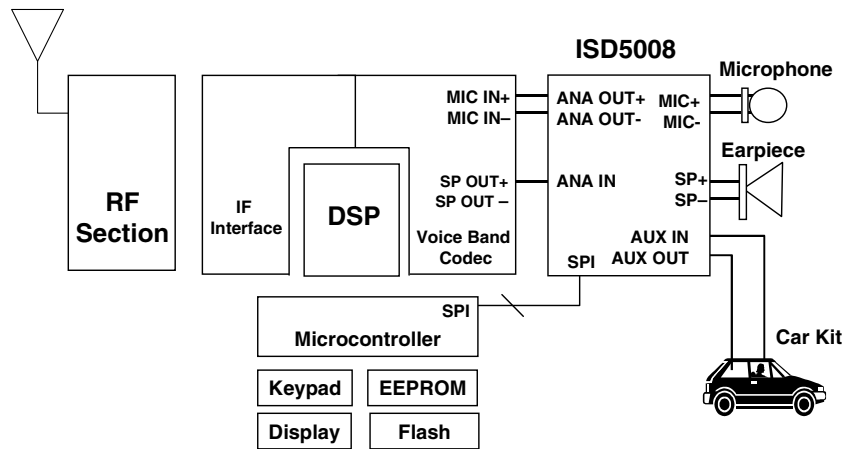 ISD5008
Microphone
MIC IN+
MIC IN–
ANA OUT+
ANA OUT-
MIC+
MIC-
Earpiece
RF
Section
IF
Interface
DSP
SP OUT+
SP OUT –
ANA IN
SP+
SP–
Voice Band
Codec
AUX IN
AUX OUT
SPI
SPI
Microcontroller
Car Kit
Keypad
EEPROM
Display
Flash